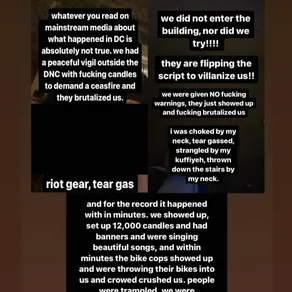 whatever you read on
mainstream media about
what happened in DC is
absolutely not true. we had
a peaceful vigil outside the
DNC with fucking candles
to demand a ceasfire and
they brutalized us.
riot gear, tear gas
we did not enter the
building, nor did we
try!!!!
they are flipping the
script to villanize us!!
we were given NO fucking
warnings, they just showed up
and fucking brutalized us
i was choked by my
neck, tear gassed,
strangled by my
kuffiyeh, thrown
down the stairs by
my neck.
and for the record it happened
with in minutes. we showed up,
set up 12,000 candles and had
banners and were singing
beautiful songs, and within
minutes the bike cops showed up
and were throwing their bikes into
us and crowed crushed us. people
were trampled, we were